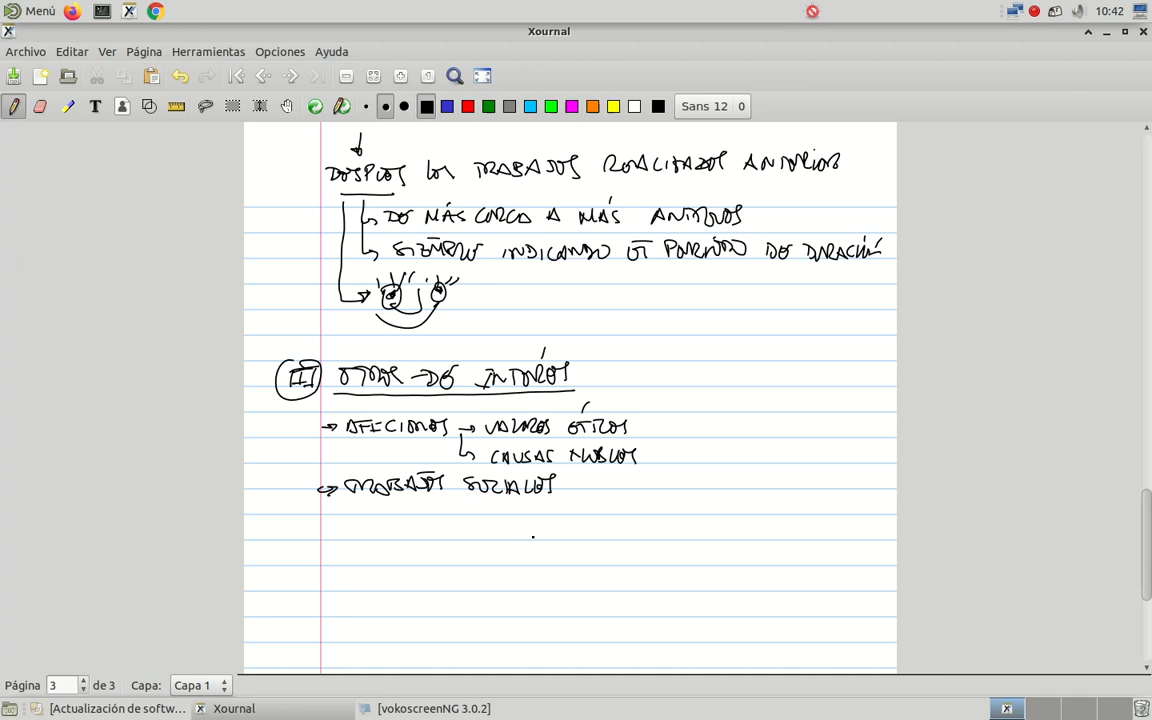 Menú 10:42
Xournal
Archivo Editar Ver Página Herramientas Opciones Ayuda
Sans 12 0
DESPUÉS LOS TRABAJOS REALIZADOS ANTERIOR
DE MÁS CERCA A MÁS ANTIGUOS
SIEMPRE INDICANDO EL PERIODO DE DURACIÓN
III OTROS DE INTERÉS
→ AFICIONES → VALORES ÉTICOS
CAUSAS NOBLES
→ TRABAJOS SOCIALES
Página 3 de 3 Capa: Capa 1
[Actualización de softw... Xournal [vokoscreenNG 3.0.2]